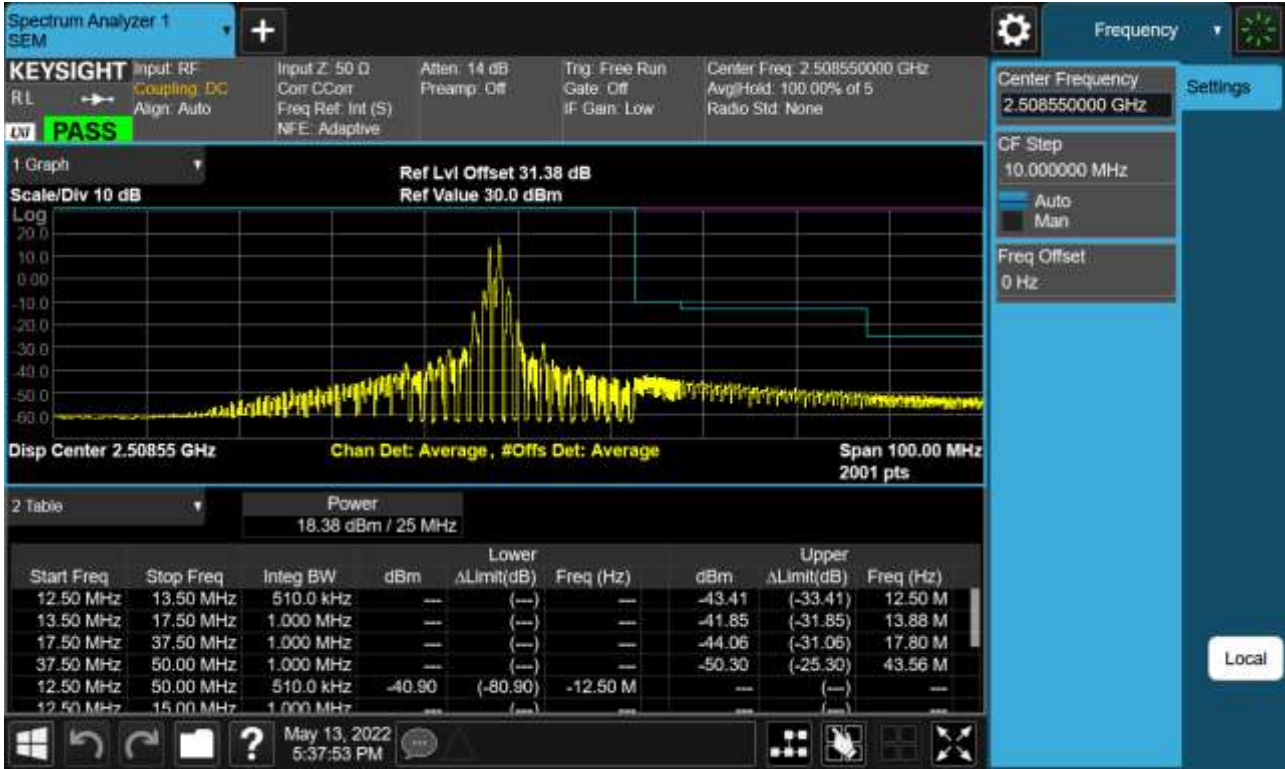 Spectrum Analyzer 1
SEM
+
Frequency
KEYSIGHT
RL
LXI
PASS
Input: RF
Coupling: DC
Align: Auto
Input Z: 50 Ω
Corr CCorr
Freq Ref: Int (S)
NFE: Adaptive
Atten: 14 dB
Preamp: Off
Trig: Free Run
Gate: Off
IF Gain: Low
Center Freq: 2.508550000 GHz
Avg|Hold: 100.00% of 5
Radio Std: None
Center Frequency
2.508550000 GHz
Settings
CF Step
10.000000 MHz
Auto
Man
Freq Offset
0 Hz
Local
1 Graph
Scale/Div 10 dB
Ref Lvl Offset 31.38 dB
Ref Value 30.0 dBm
Log
20.0
10.0
0.00
-10.0
-20.0
-30.0
-40.0
-50.0
-60.0
Disp Center 2.50855 GHz
Chan Det: Average , #Offs Det: Average
Span 100.00 MHz
2001 pts
2 Table
Power
18.38 dBm / 25 MHz
Lower Upper
Start Freq Stop Freq Integ BW dBm ΔLimit(dB) Freq (Hz) dBm ΔLimit(dB) Freq (Hz)
12.50 MHz 13.50 MHz 510.0 kHz --- (---) --- -43.41 (-33.41) 12.50 M
13.50 MHz 17.50 MHz 1.000 MHz --- (---) --- -41.85 (-31.85) 13.88 M
17.50 MHz 37.50 MHz 1.000 MHz --- (---) --- -44.06 (-31.06) 17.80 M
37.50 MHz 50.00 MHz 1.000 MHz --- (---) --- -50.30 (-25.30) 43.56 M
12.50 MHz 50.00 MHz 510.0 kHz -40.90 (-80.90) -12.50 M --- (---) ---
12.50 MHz 15.00 MHz 1.000 MHz --- (---) --- --- (---) ---
?
May 13, 2022
5:37:53 PM